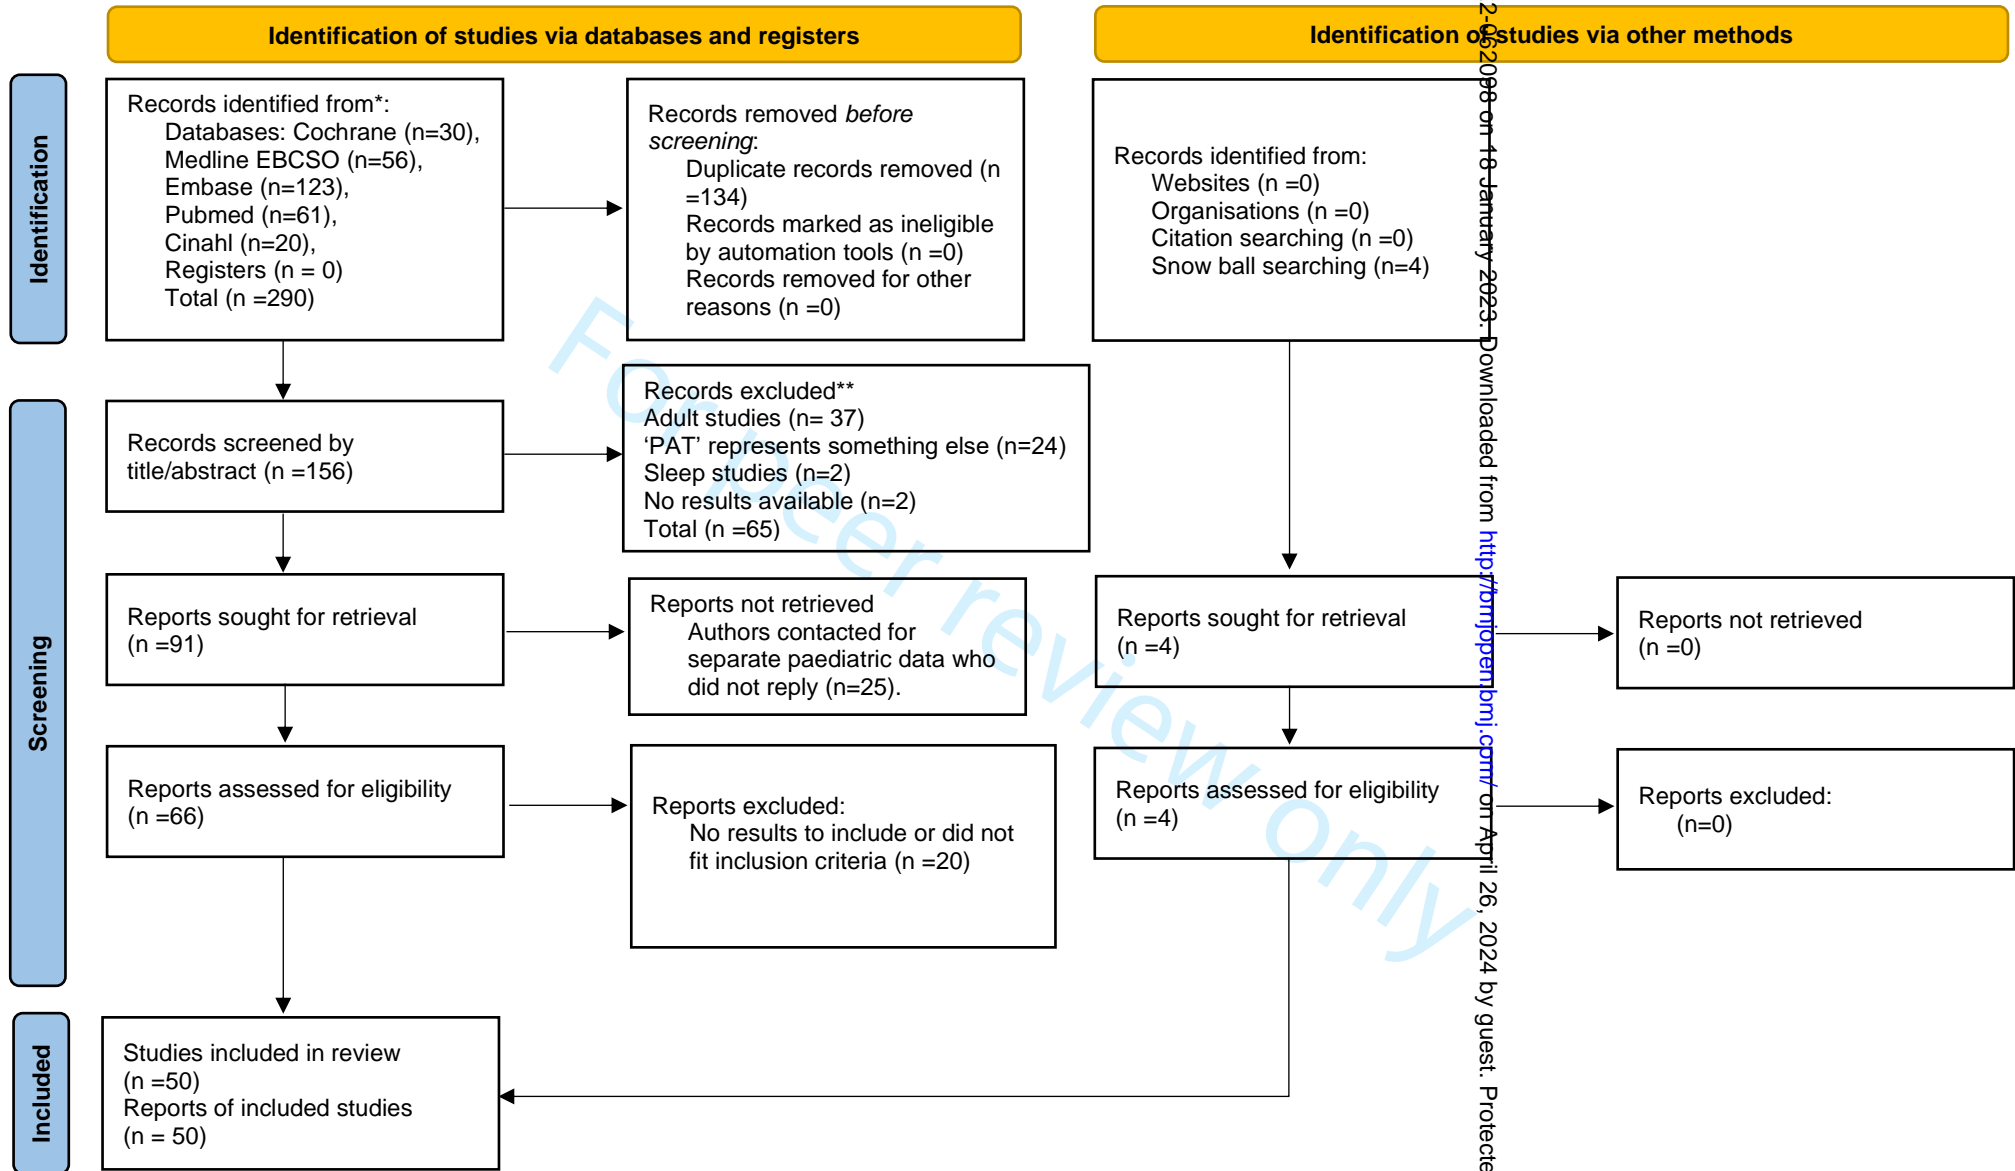 Identification of studies via databases and registers
Identification of studies via other methods
Identification
Records identified from*:
Databases: Cochrane (n=30),
Medline EBCSO (n=56),
Embase (n=123),
Pubmed (n=61),
Cinahl (n=20),
Registers (n = 0)
Total (n =290)
Records removed before
screening:
Duplicate records removed (n
=134)
Records marked as ineligible
by automation tools (n =0)
Records removed for other
reasons (n =0)
Records identified from:
Websites (n =0)
Organisations (n =0)
Citation searching (n =0)
Snow ball searching (n=4)
Screening
Records screened by
title/abstract (n =156)
Records excluded**
Adult studies (n= 37)
‘PAT’ represents something else (n=24)
Sleep studies (n=2)
No results available (n=2)
Total (n =65)
Reports sought for retrieval
(n =91)
Reports not retrieved
Authors contacted for
separate paediatric data who
did not reply (n=25).
Reports sought for retrieval
(n =4)
Reports not retrieved
(n =0)
Reports assessed for eligibility
(n =66)
Reports excluded:
No results to include or did not
fit inclusion criteria (n =20)
Reports assessed for eligibility
(n =4)
Reports excluded:
(n=0)
Included
Studies included in review
(n =50)
Reports of included studies
(n = 50)
For peer review only
2-062098 on 18 January 2023. Downloaded from http://bmjopen.bmj.com/ on April 26, 2024 by guest. Protecte